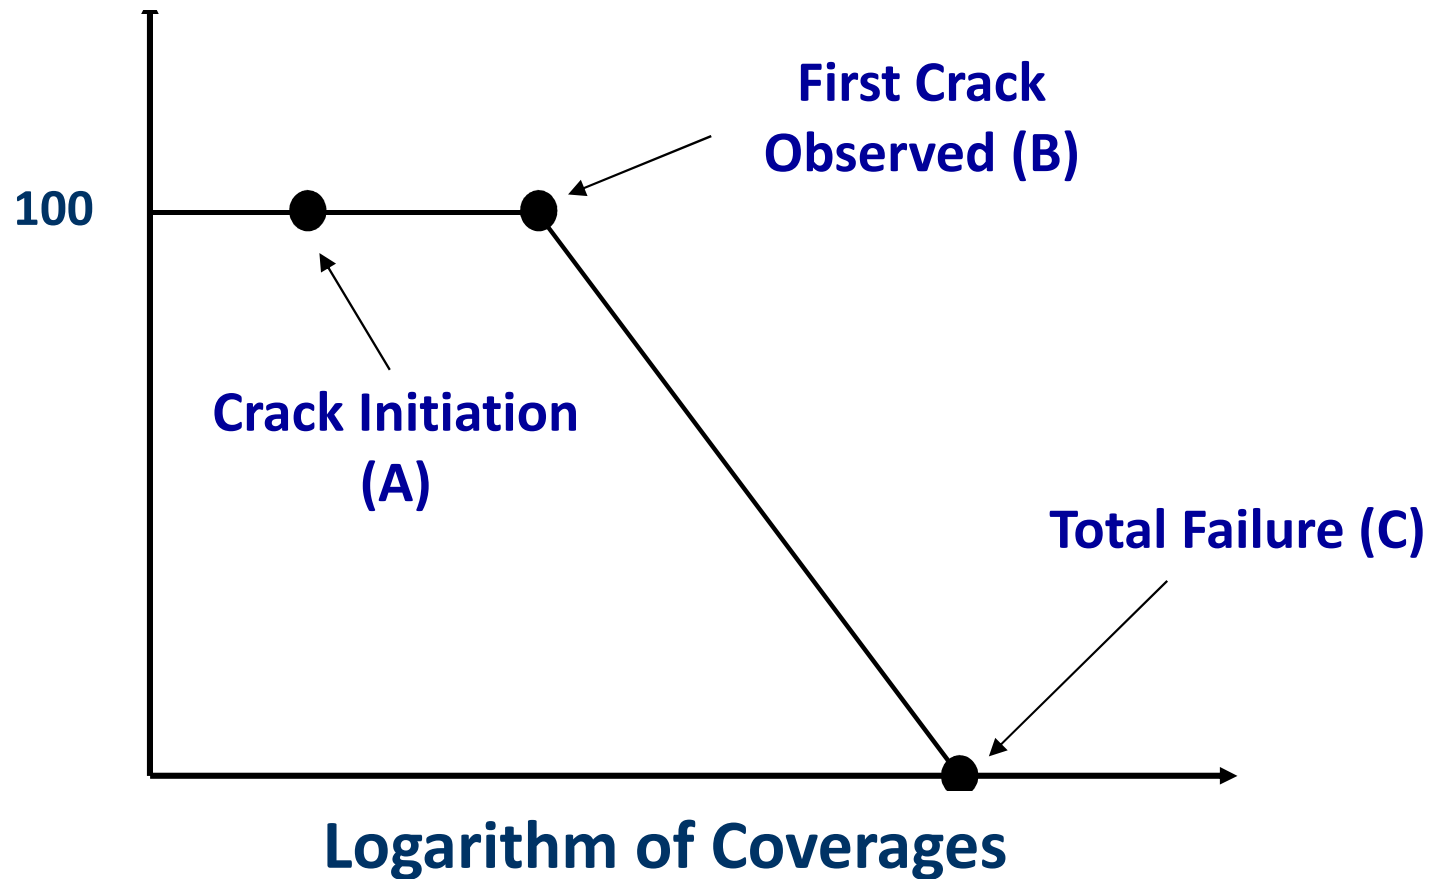 First Crack
Observed (B)
100
Crack Initiation
(A)
Total Failure (C)
Logarithm of Coverages